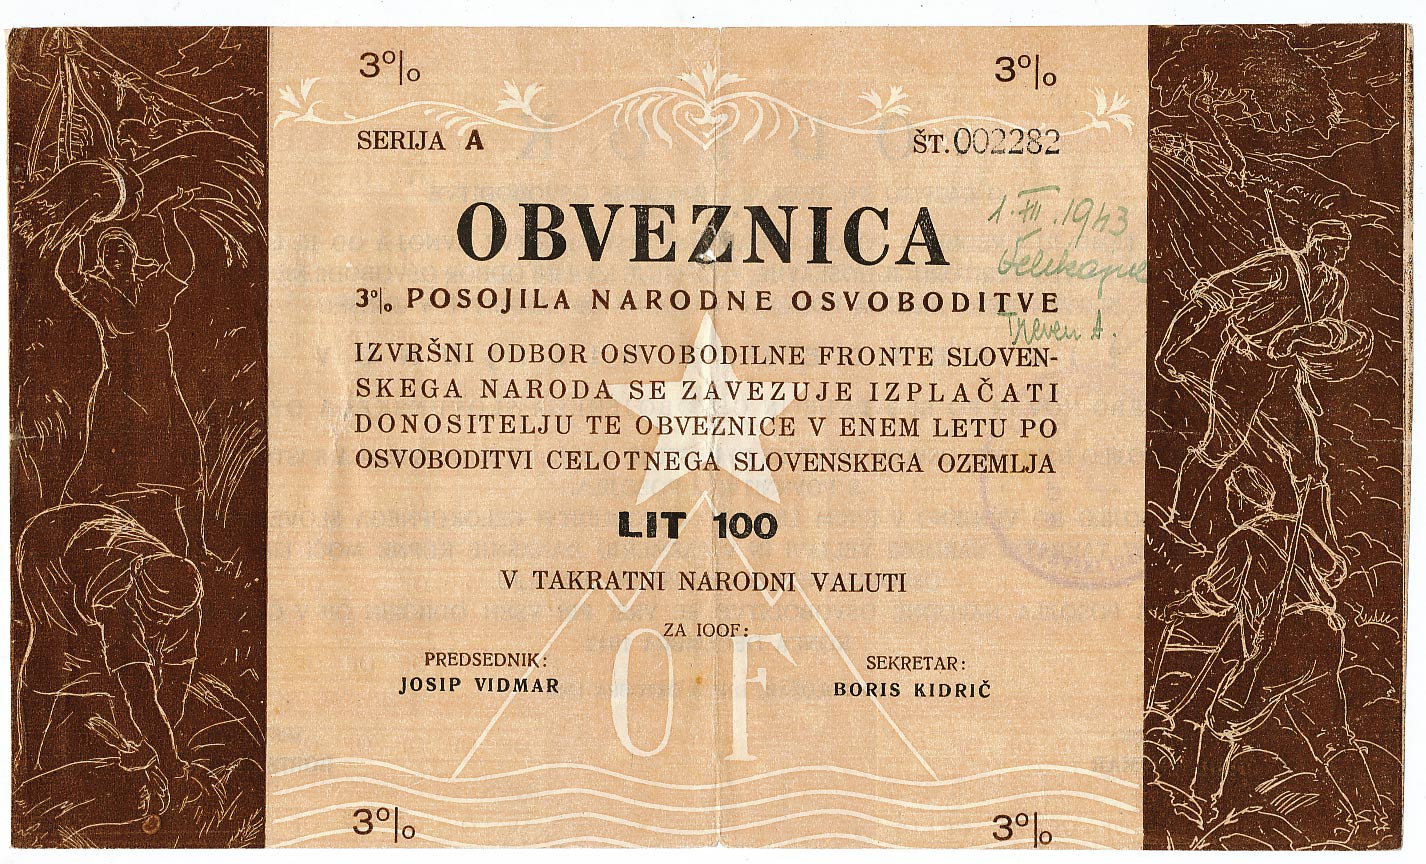 3% 3%
SERIJA A ŠT. 002282
OBVEZNICA
1. VII. 1943
3% POSOJILA NARODNE OSVOBODITVE
Treven A.
IZVRŠNI ODBOR OSVOBODILNE FRONTE SLOVEN-
SKEGA NARODA SE ZAVEZUJE IZPLAČATI
DONOSITELJU TE OBVEZNICE V ENEM LETU PO
OSVOBODITVI CELOTNEGA SLOVENSKEGA OZEMLJA
LIT 100
V TAKRATNI NARODNI VALUTI
ZA IOOF:
OF
PREDSEDNIK: SEKRETAR:
JOSIP VIDMAR BORIS KIDRIČ
3% 3%